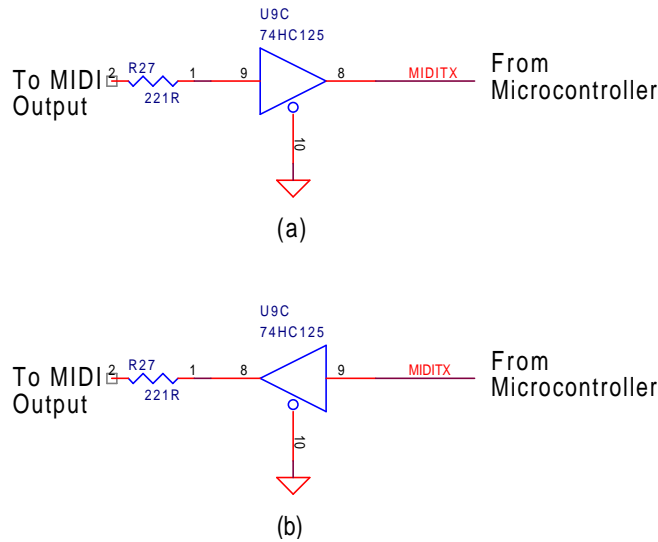 U9C
74HC125
To MIDI
Output
2
R27
221R
1
9
8
MIDITX
From
Microcontroller
10
(a)
U9C
74HC125
To MIDI
Output
2
R27
221R
1
8
9
MIDITX
From
Microcontroller
10
(b)